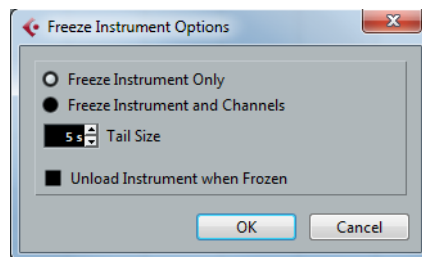 Freeze Instrument Options
Freeze Instrument Only
Freeze Instrument and Channels
5 s Tail Size
Unload Instrument when Frozen
OK Cancel